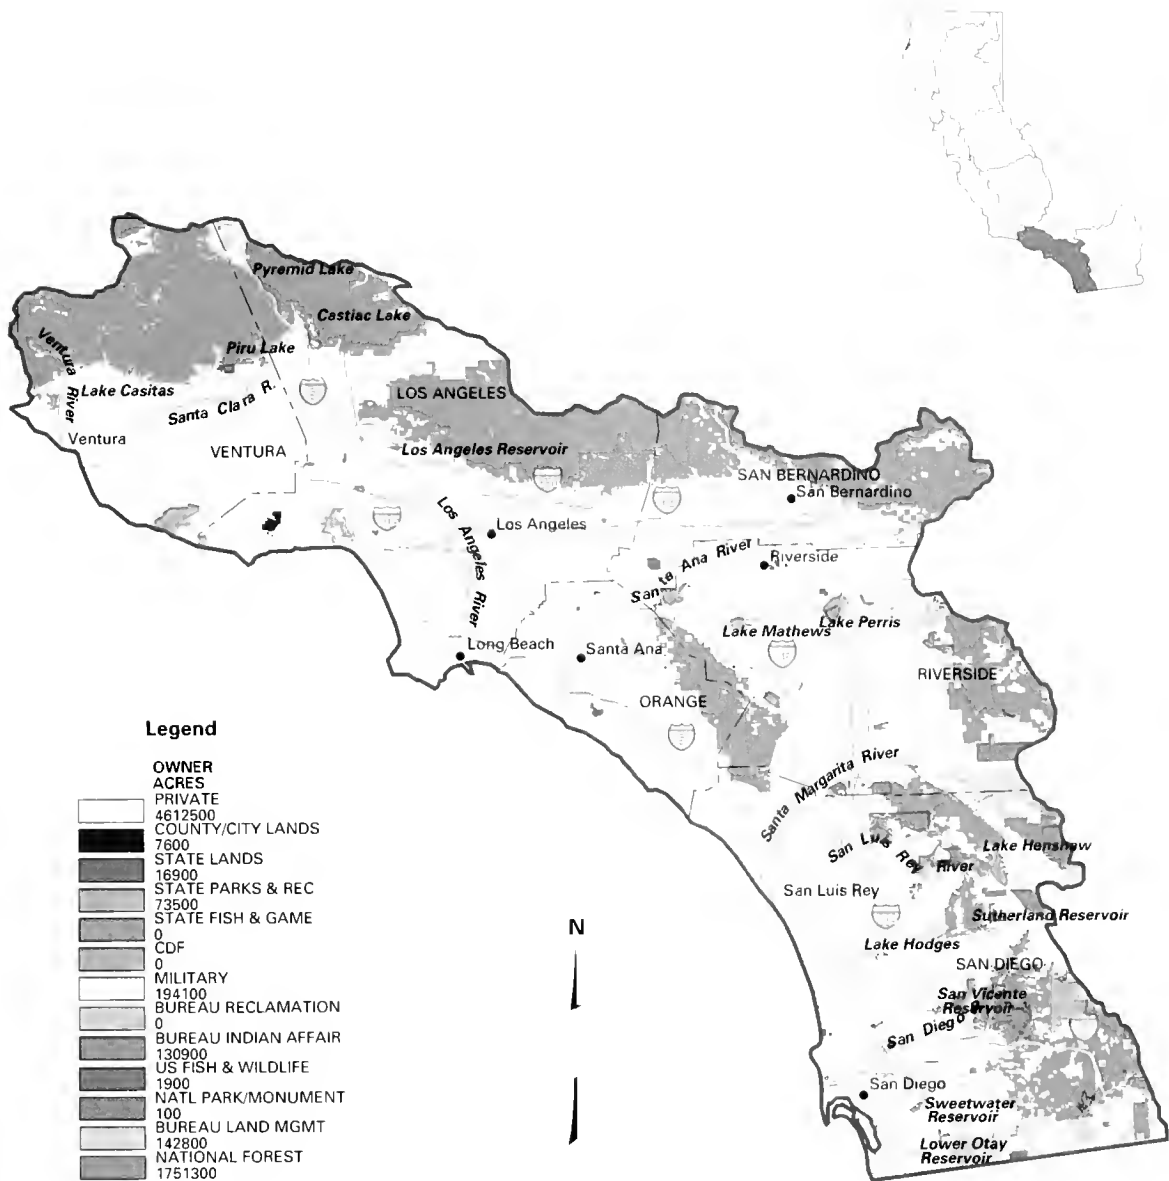 Pyremid Lake
Castiac Lake
Piru Lake
Ventura River
Lake Casitas
Santa Clara R.
LOS ANGELES
Ventura
VENTURA
Los Angeles Reservoir
SAN BERNARDINO
San Bernardino
Los Angeles
Los Angeles River
Santa Ana River
Riverside
Lake Mathews
Lake Perris
Long Beach
Santa Ana
RIVERSIDE
ORANGE
Santa Margarita River
San Luis Rey River
Lake Henshaw
San Luis Rey
Sutherland Reservoir
Lake Hodges
SAN DIEGO
San Vicente
Reservoir
San Diego
San Diego
Sweetwater
Reservoir
Lower Otay
Reservoir
N
Legend
OWNER
ACRES
PRIVATE
4612500
COUNTY/CITY LANDS
7600
STATE LANDS
16900
STATE PARKS & REC
73500
STATE FISH & GAME
0
CDF
0
MILITARY
194100
BUREAU RECLAMATION
0
BUREAU INDIAN AFFAIR
130900
US FISH & WILDLIFE
1900
NATL PARK/MONUMENT
100
BUREAU LAND MGMT
142800
NATIONAL FOREST
1751300